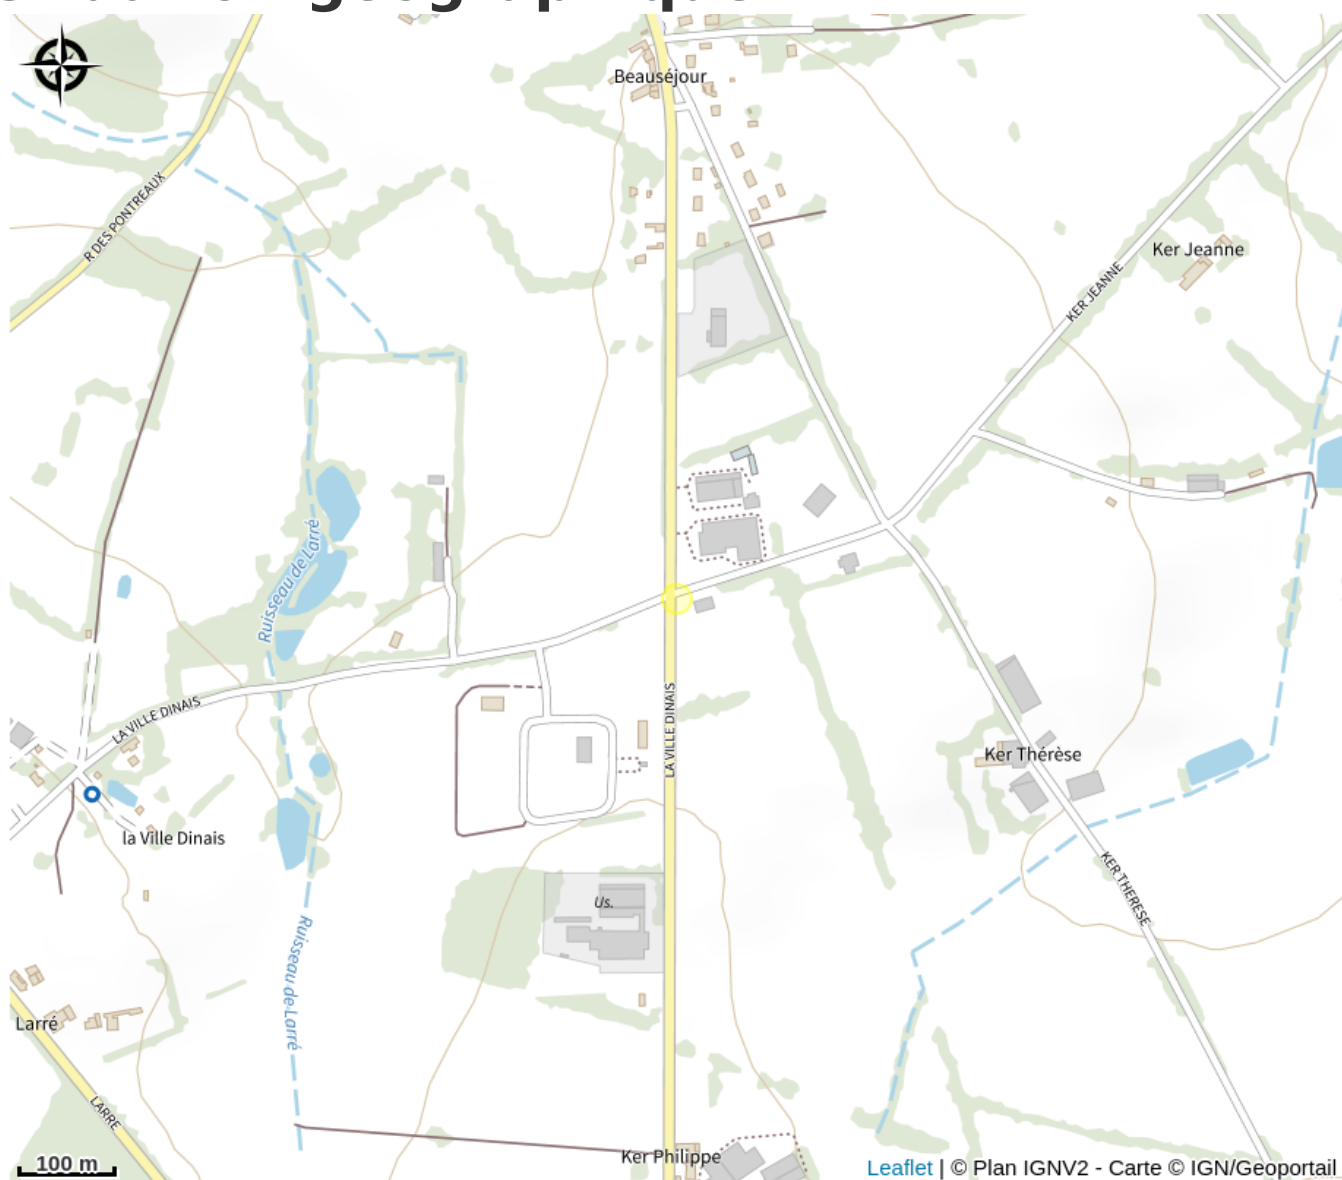 Beauséjour
R DES PONTREAUX
Ker Jeanne
KER JEANNE
Ruisseau de Larré
LA VILLE DINAIS
LA VILLE DINAIS
Ker Thérèse
la Ville Dinais
KER THERESE
Us.
Ruisseau de Larré
Larré
LARRE
Ker Philippe
100 m
Leaflet | © Plan IGNV2 - Carte © IGN/Geoportail